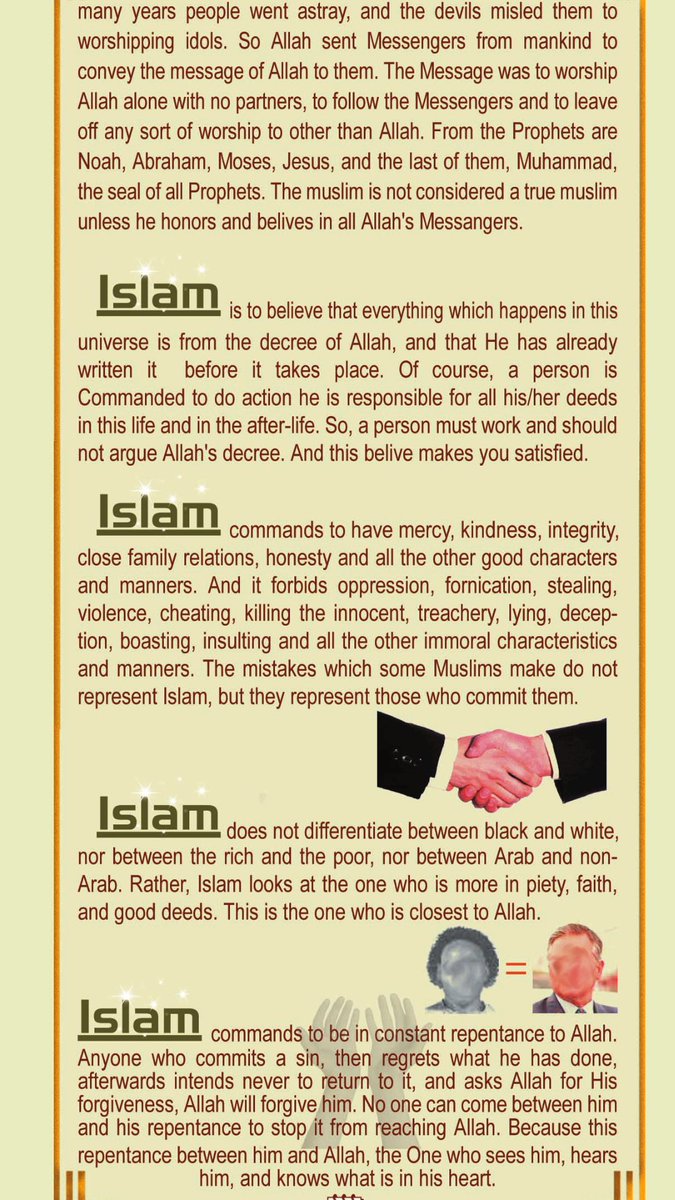 many years people went astray, and the devils misled them to
worshipping idols. So Allah sent Messengers from mankind to
convey the message of Allah to them. The Message was to worship
Allah alone with no partners, to follow the Messengers and to leave
off any sort of worship to other than Allah. From the Prophets are
Noah, Abraham, Moses, Jesus, and the last of them, Muhammad,
the seal of all Prophets. The muslim is not considered a true muslim
unless he honors and belives in all Allah's Messangers.
Islam is to believe that everything which happens in this
universe is from the decree of Allah, and that He has already
written it before it takes place. Of course, a person is
Commanded to do action he is responsible for all his/her deeds
in this life and in the after-life. So, a person must work and should
not argue Allah's decree. And this belive makes you satisfied.
Islam commands to have mercy, kindness, integrity,
close family relations, honesty and all the other good characters
and manners. And it forbids oppression, fornication, stealing,
violence, cheating, killing the innocent, treachery, lying, decep-
tion, boasting, insulting and all the other immoral characteristics
and manners. The mistakes which some Muslims make do not
represent Islam, but they represent those who commit them.
Islam does not differentiate between black and white,
nor between the rich and the poor, nor between Arab and non-
Arab. Rather, Islam looks at the one who is more in piety, faith,
and good deeds. This is the one who is closest to Allah.
=
Islam commands to be in constant repentance to Allah.
Anyone who commits a sin, then regrets what he has done,
afterwards intends never to return to it, and asks Allah for His
forgiveness, Allah will forgive him. No one can come between him
and his repentance to stop it from reaching Allah. Because this
repentance between him and Allah, the One who sees him, hears
him, and knows what is in his heart.